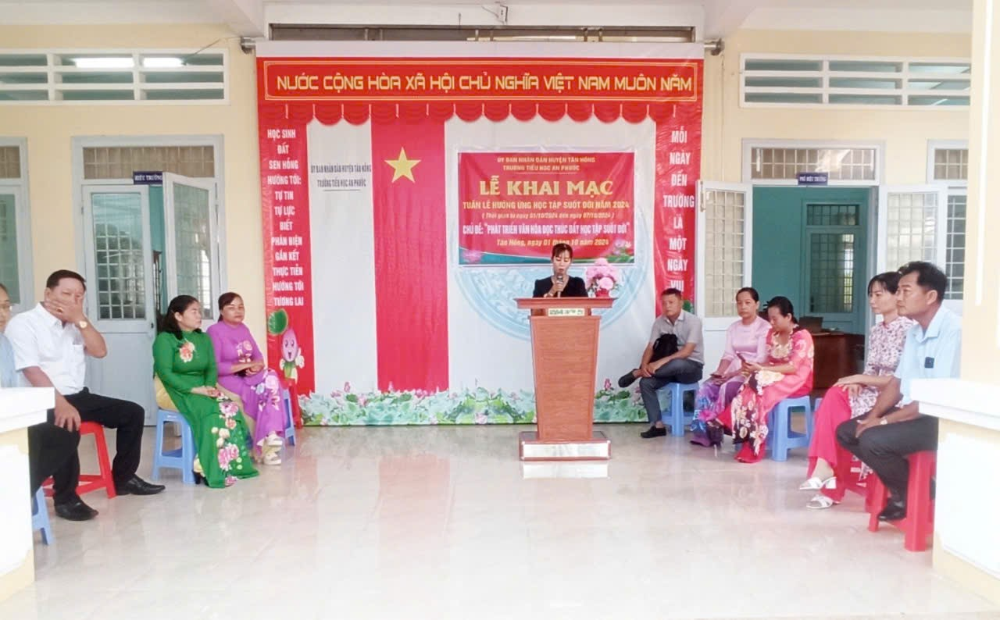 NƯỚC CỘNG HÒA XÃ HỘI CHỦ NGHĨA VIỆT NAM MUÔN NĂM
HỌC SINH
ĐẤT
SEN HỒNG
HƯỚNG TỚI:
TỰ TIN
TỰ LỰC
BIẾT
PHẢN BIỆN
GẮN KẾT
THỰC TIỄN
HƯỚNG TỚI
TƯƠNG LAI
ỦY BAN NHÂN DÂN HUYỆN TÂN HỒNG
TRƯỜNG TIỂU HỌC AN PHƯỚC
ỦY BAN NHÂN DÂN HUYỆN TÂN HỒNG
TRƯỜNG TIỂU HỌC AN PHƯỚC
LỄ KHAI MẠC
TUẦN LỄ HƯỞNG ỨNG HỌC TẬP SUỐT ĐỜI NĂM 2024
( Thời gian từ ngày 01/10/2024 đến ngày 07/10/2024 )
CHỦ ĐỀ: "PHÁT TRIỂN VĂN HÓA ĐỌC THÚC ĐẨY HỌC TẬP SUỐT ĐỜI"
Tân Hồng, ngày 01 tháng 10 năm 2024
MỖI
NGÀY
ĐẾN
TRƯỜNG
LÀ
MỘT
NGÀY
VUI
HIỆU TRƯỞNG
PHÓ HIỆU TRƯỞNG